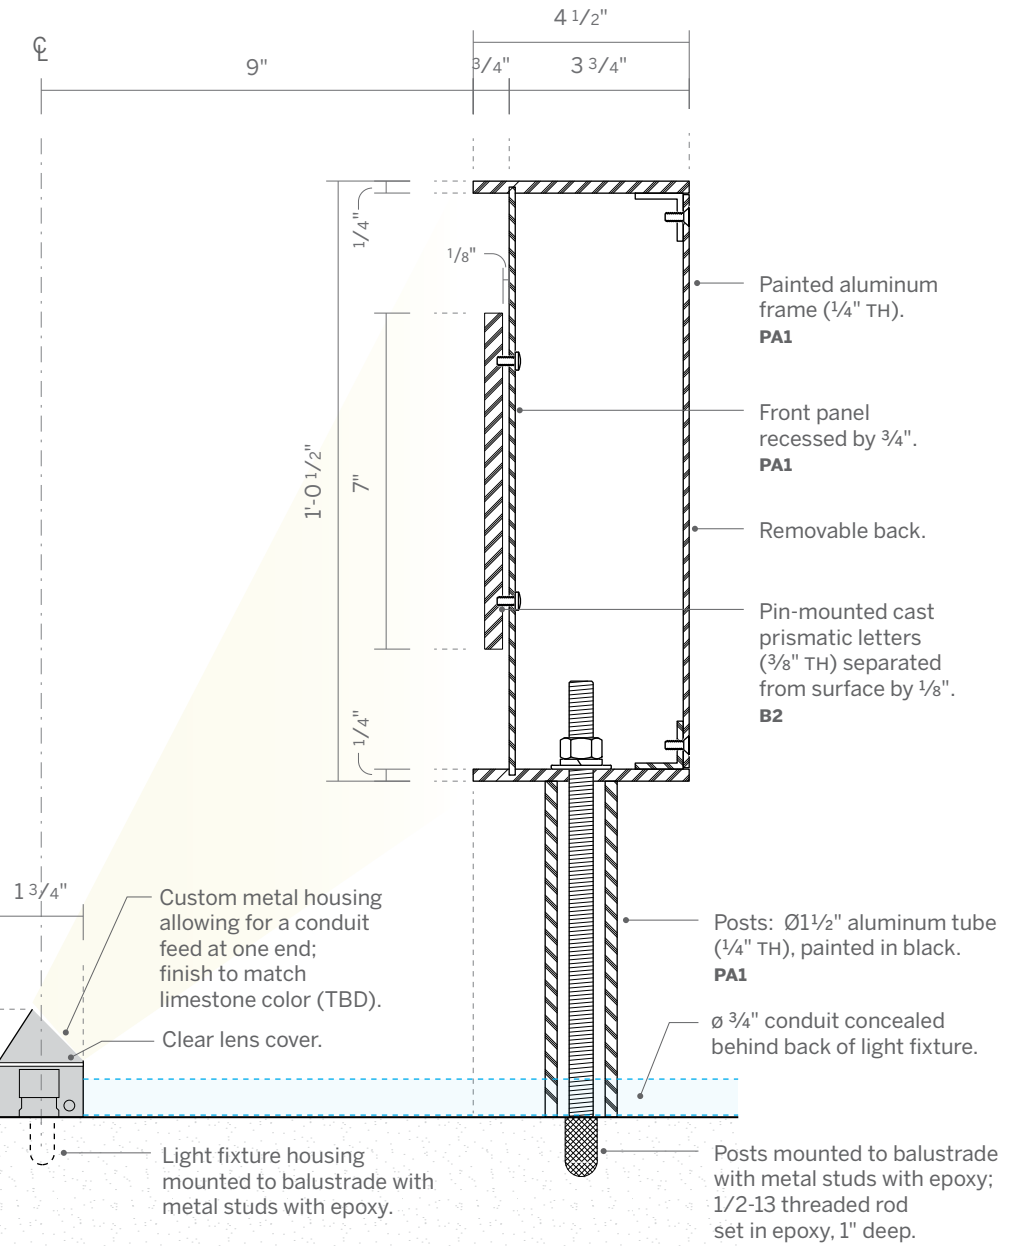 4 1/2"
℄
9"
3/4"
3 3/4"
1/4"
1/8"
Painted aluminum
frame (1/4" TH).
PA1
Front panel
recessed by 3/4".
PA1
1'-0 1/2"
7"
Removable back.
Pin-mounted cast
prismatic letters
(3/8" TH) separated
from surface by 1/8".
B2
1/4"
1 3/4"
Custom metal housing
allowing for a conduit
feed at one end;
finish to match
limestone color (TBD).
Clear lens cover.
Posts: Ø1½" aluminum tube
(1/4" TH), painted in black.
PA1
ø 3/4" conduit concealed
behind back of light fixture.
Light fixture housing
mounted to balustrade with
metal studs with epoxy.
Posts mounted to balustrade
with metal studs with epoxy;
1/2-13 threaded rod
set in epoxy, 1" deep.